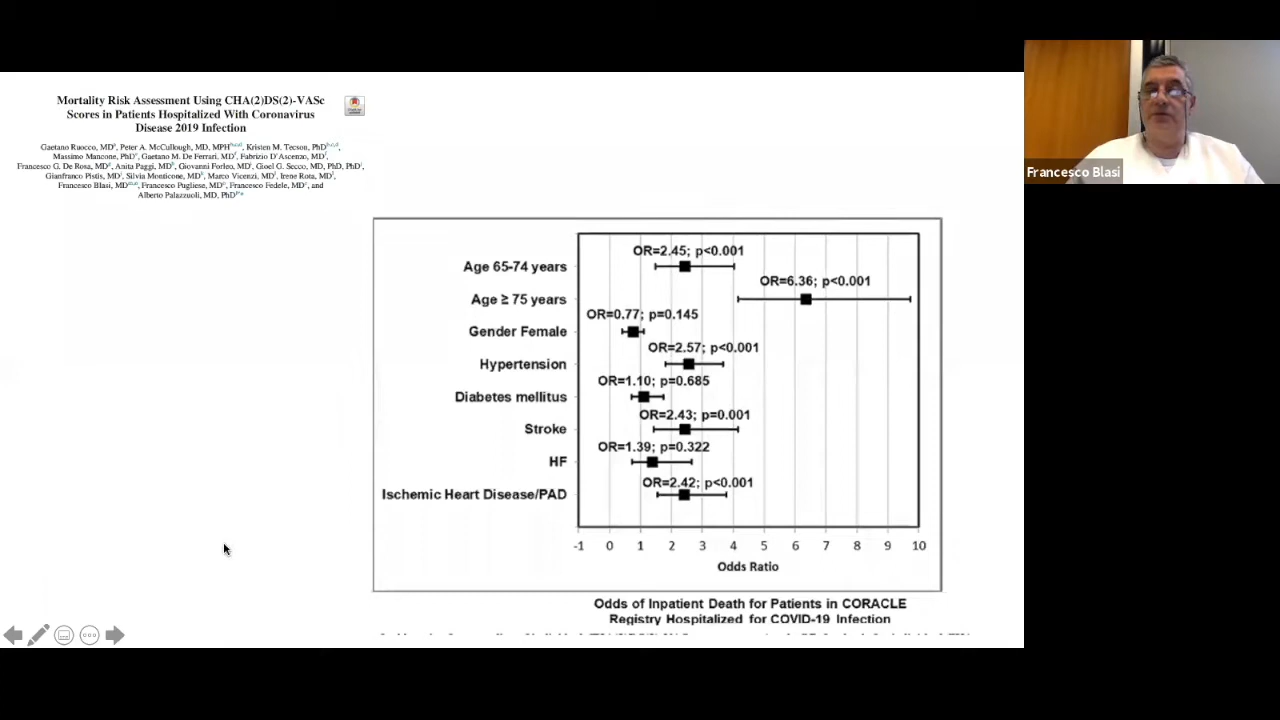 Mortality Risk Assessment Using CHA(2)DS(2)-VASc
Scores in Patients Hospitalized With Coronavirus
Disease 2019 Infection
Gaetano Ruocco, MD, Peter A. McCullough, MD, MPH, Kristen M. Tecson, PhD,
Massimo Mancone, PhD, Gaetano M. De Ferrari, MD, Fabrizio D'Ascenzo, MD,
Francesco G. De Rosa, MD, Anita Paggi, MD, Giovanni Forleo, MD, Gioel G. Secco, MD, PhD, PhD,
Gianfranco Pistis, MD, Silvia Monticone, MD, Marco Vicenzi, MD, Irene Rota, MD,
Francesco Blasi, MD, Francesco Pugliese, MD, Francesco Fedele, MD, and
Alberto Palazzuoli, MD, PhD
Francesco Blasi
OR=2.45; p<0.001
Age 65-74 years
OR=6.36; p<0.001
Age ≥ 75 years
OR=0.77; p=0.145
Gender Female
OR=2.57; p<0.001
Hypertension
OR=1.10; p=0.685
Diabetes mellitus
OR=2.43; p=0.001
Stroke
OR=1.39; p=0.322
HF
OR=2.42; p<0.001
Ischemic Heart Disease/PAD
-1 0 1 2 3 4 5 6 7 8 9 10
Odds Ratio
Odds of Inpatient Death for Patients in CORACLE
Registry Hospitalized for COVID-19 Infection